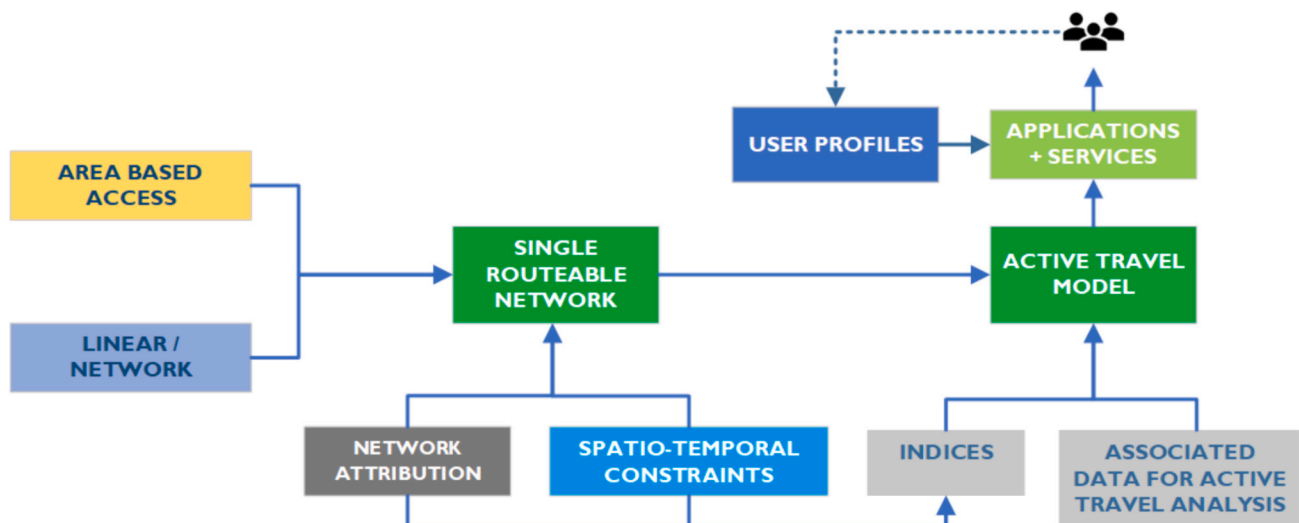 USER PROFILES
APPLICATIONS
+ SERVICES
AREA BASED
ACCESS
SINGLE
ROUTEABLE
NETWORK
ACTIVE TRAVEL
MODEL
LINEAR /
NETWORK
NETWORK
ATTRIBUTION
SPATIO-TEMPORAL
CONSTRAINTS
INDICES
ASSOCIATED
DATA FOR ACTIVE
TRAVEL ANALYSIS